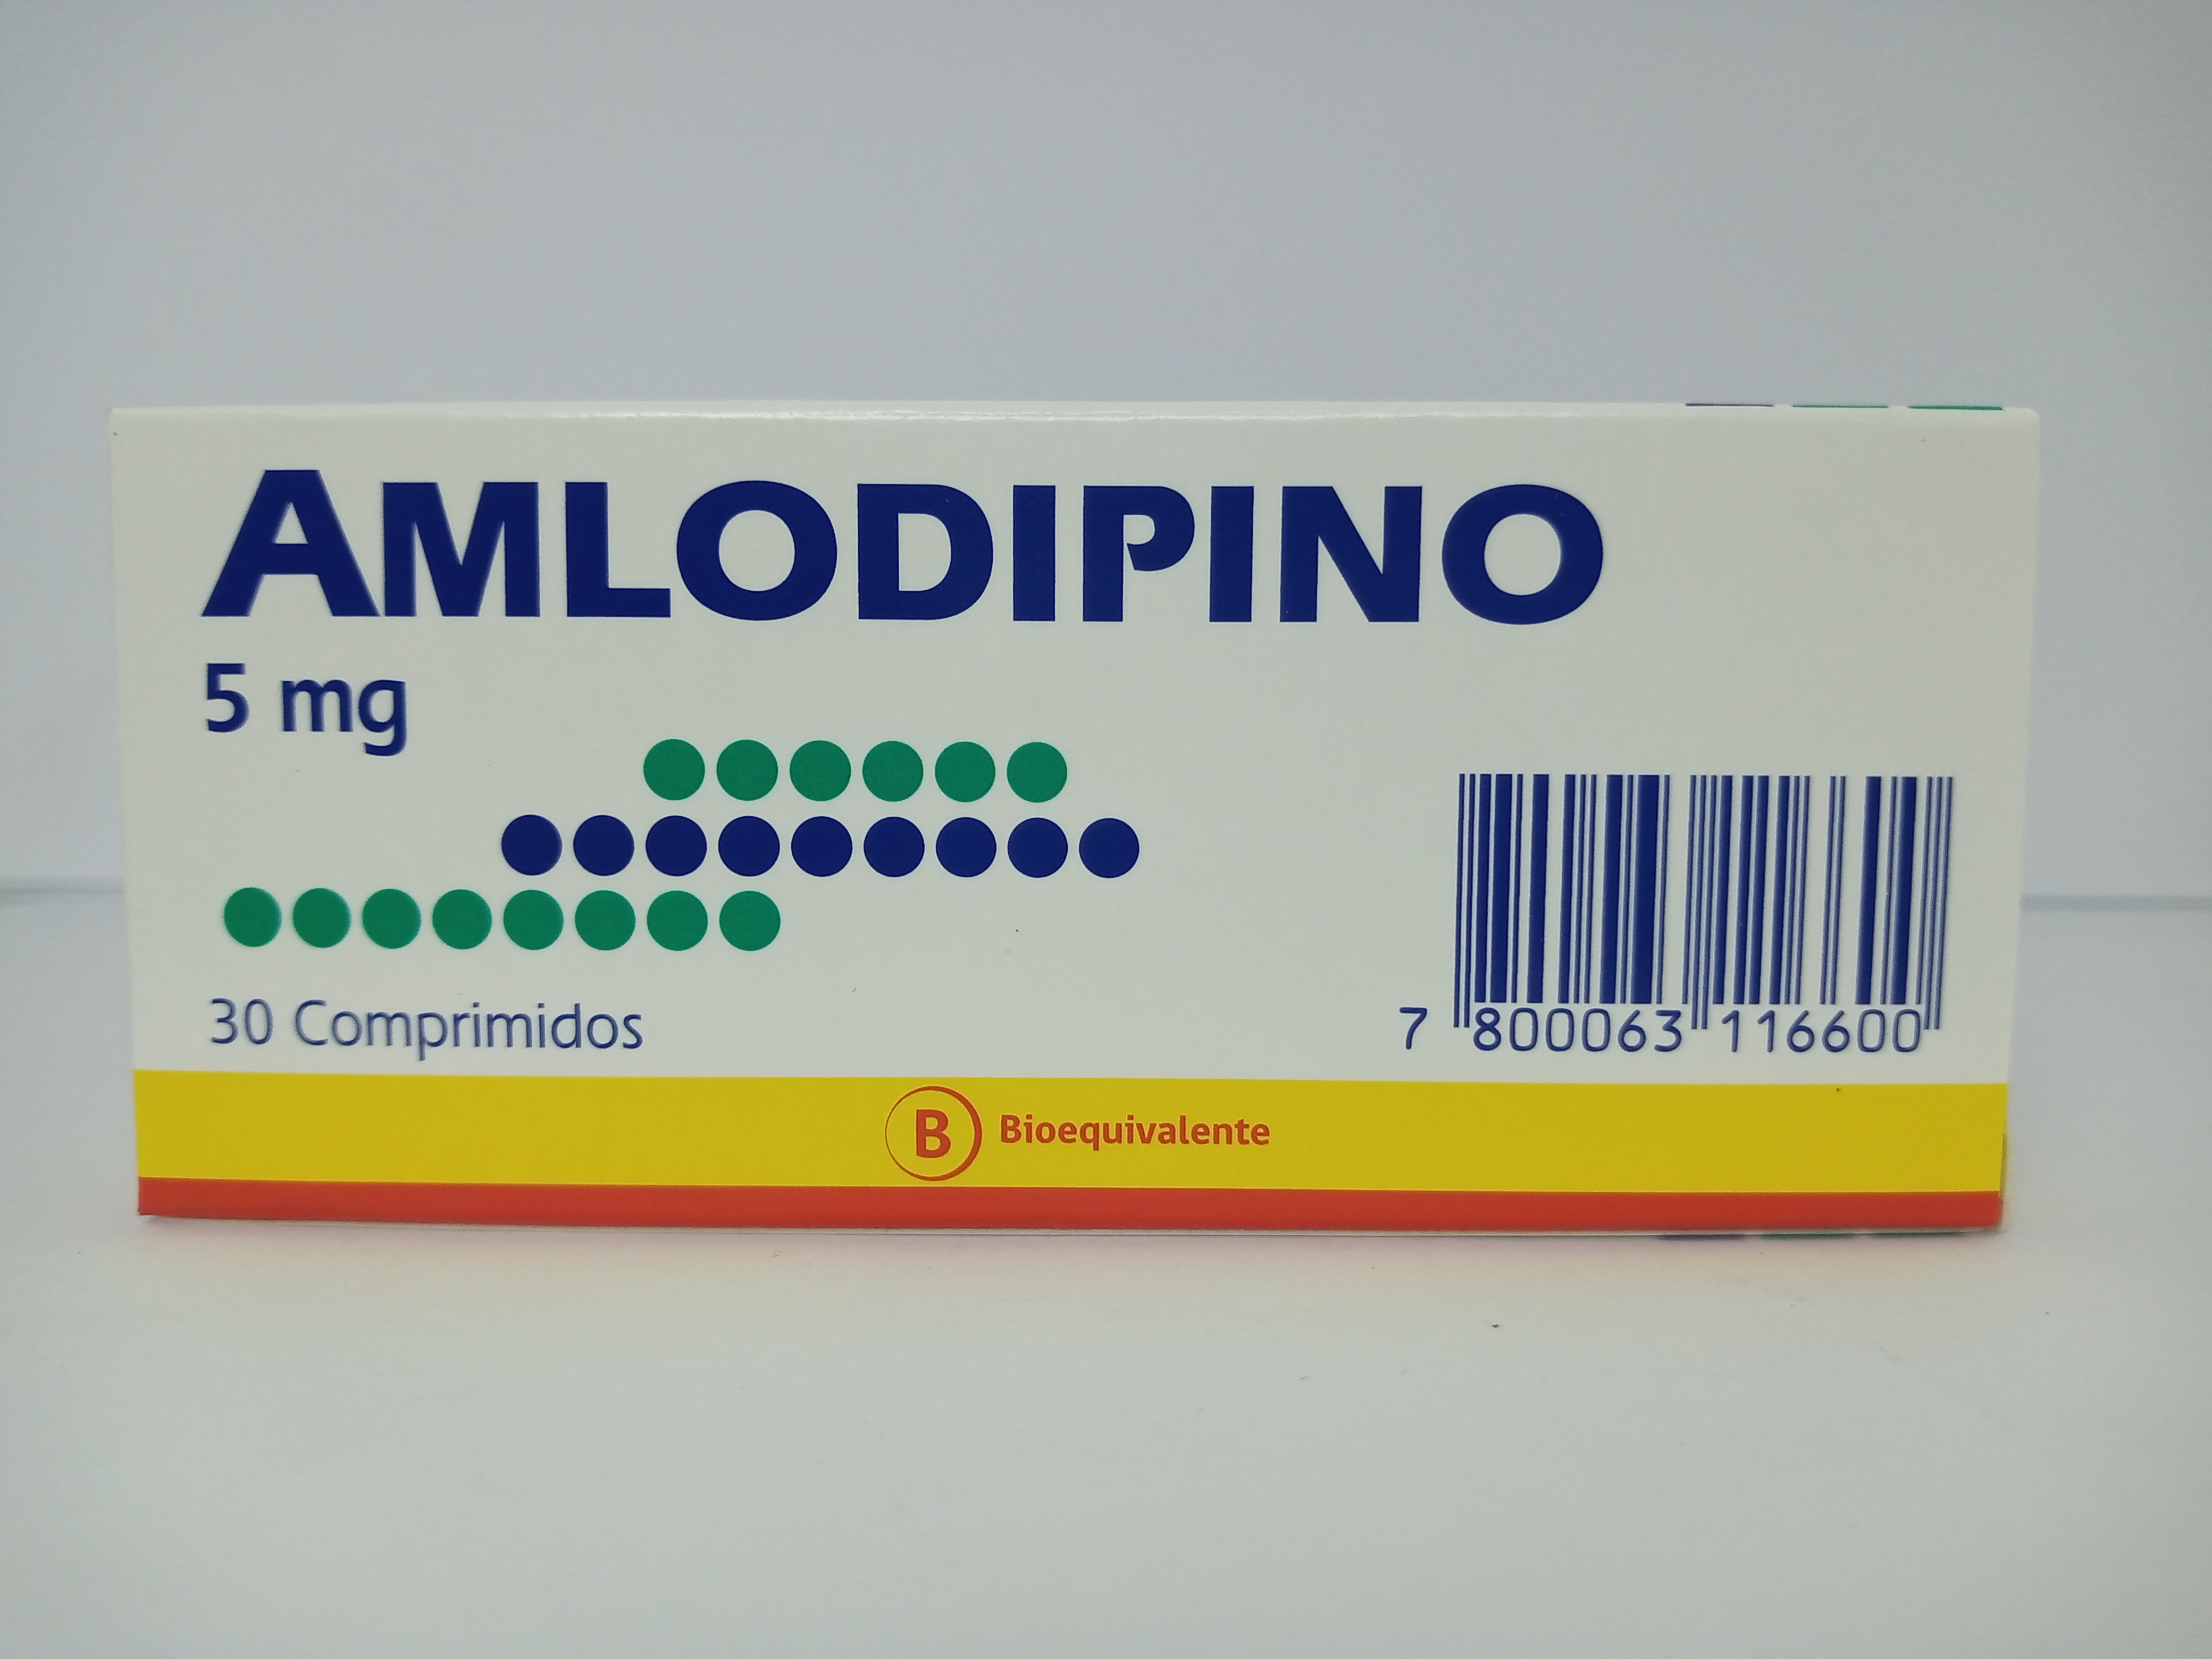 AMLODIPINO
5 mg
30 Comprimidos
7 800063 116600
B Bioequivalente